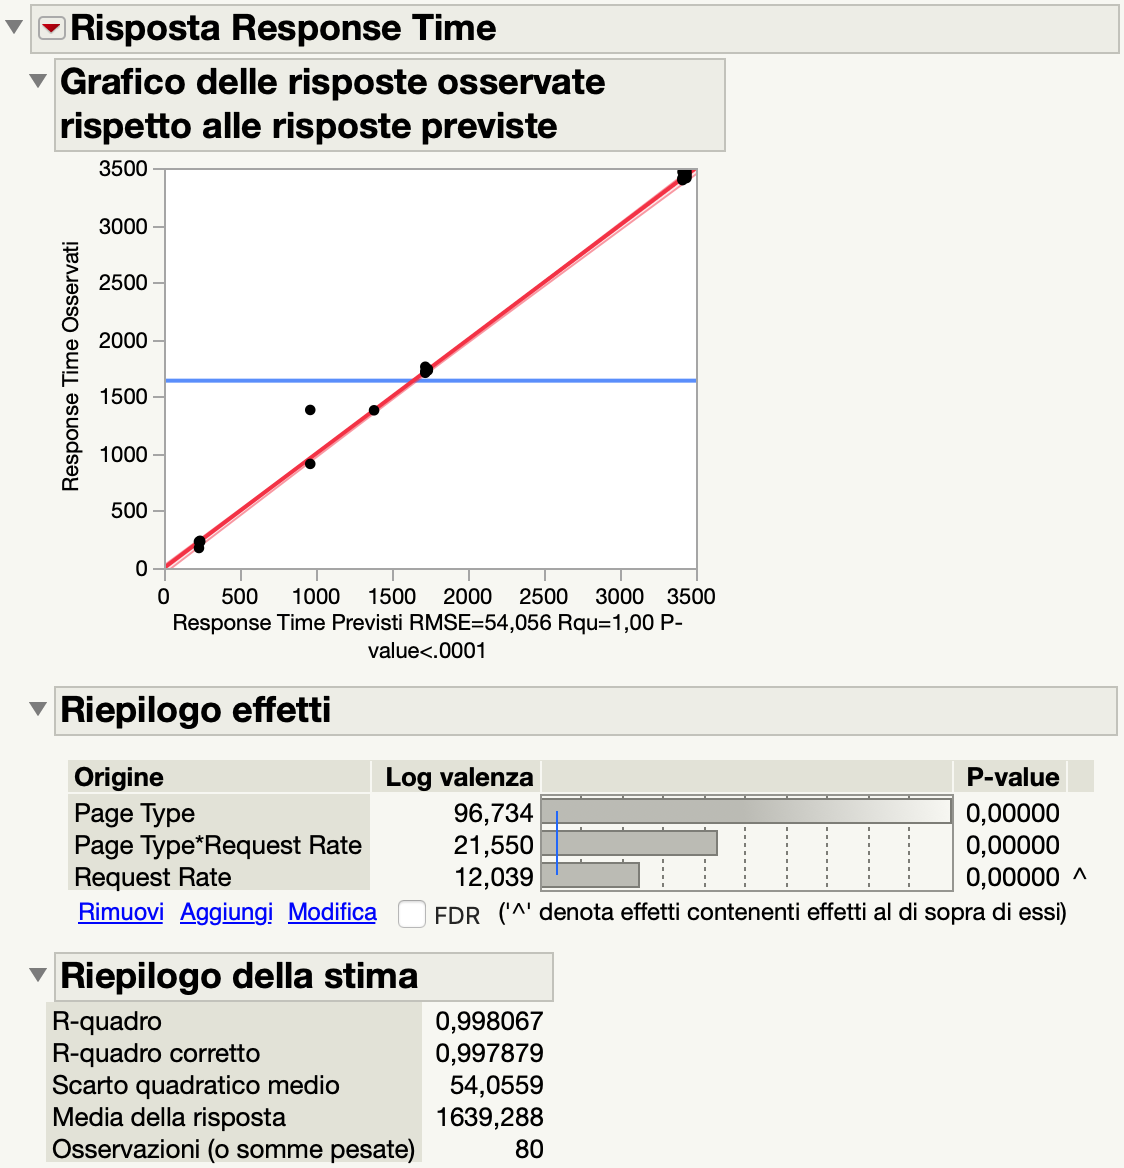 Risposta Response Time
Grafico delle risposte osservate
rispetto alle risposte previste
3500
3000
2500
2000
1500
1000
500
0
Response Time Osservati
0 500 1000 1500 2000 2500 3000 3500
Response Time Previsti RMSE=54,056 Rqu=1,00 P-
value<.0001
Riepilogo effetti
Origine Log valenza P-value
Page Type 96,734 0,00000
Page Type*Request Rate 21,550 0,00000
Request Rate 12,039 0,00000 ^
Rimuovi Aggiungi Modifica FDR ('^' denota effetti contenenti effetti al di sopra di essi)
Riepilogo della stima
R-quadro 0,998067
R-quadro corretto 0,997879
Scarto quadratico medio 54,0559
Media della risposta 1639,288
Osservazioni (o somme pesate) 80